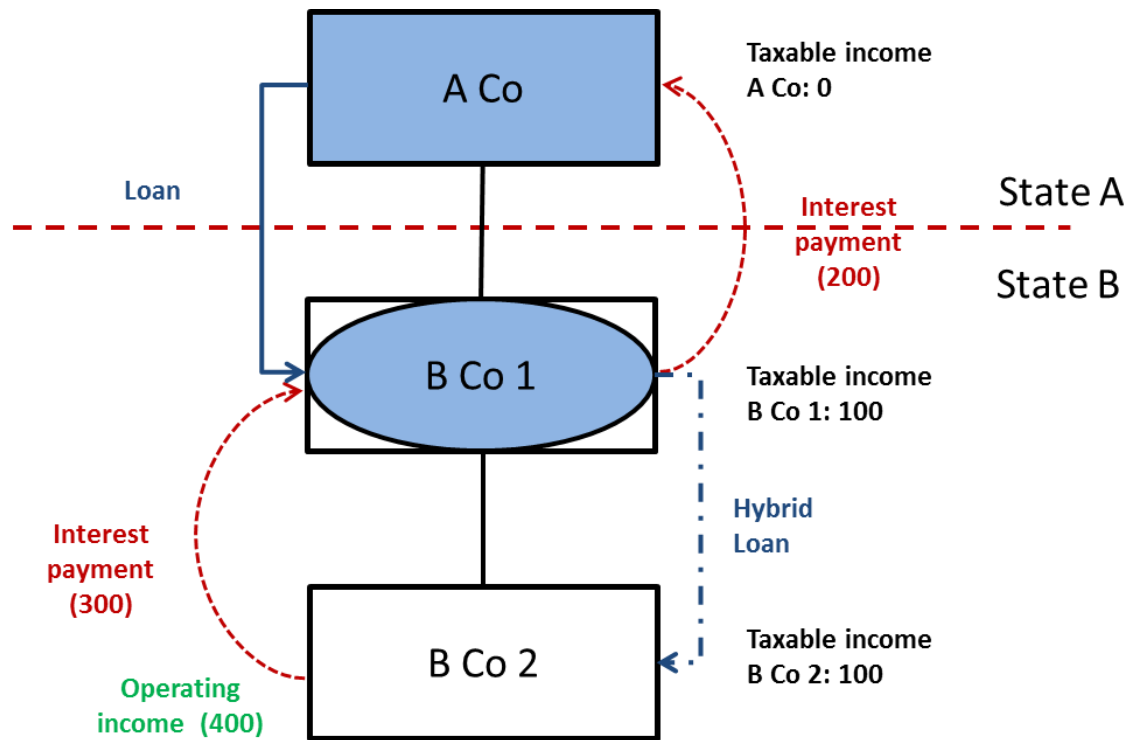 A Co
Taxable income
A Co: 0
Loan
State A
Interest
payment
(200)
State B
B Co 1
Taxable income
B Co 1: 100
Hybrid
Loan
Interest
payment
(300)
B Co 2
Taxable income
B Co 2: 100
Operating
income (400)